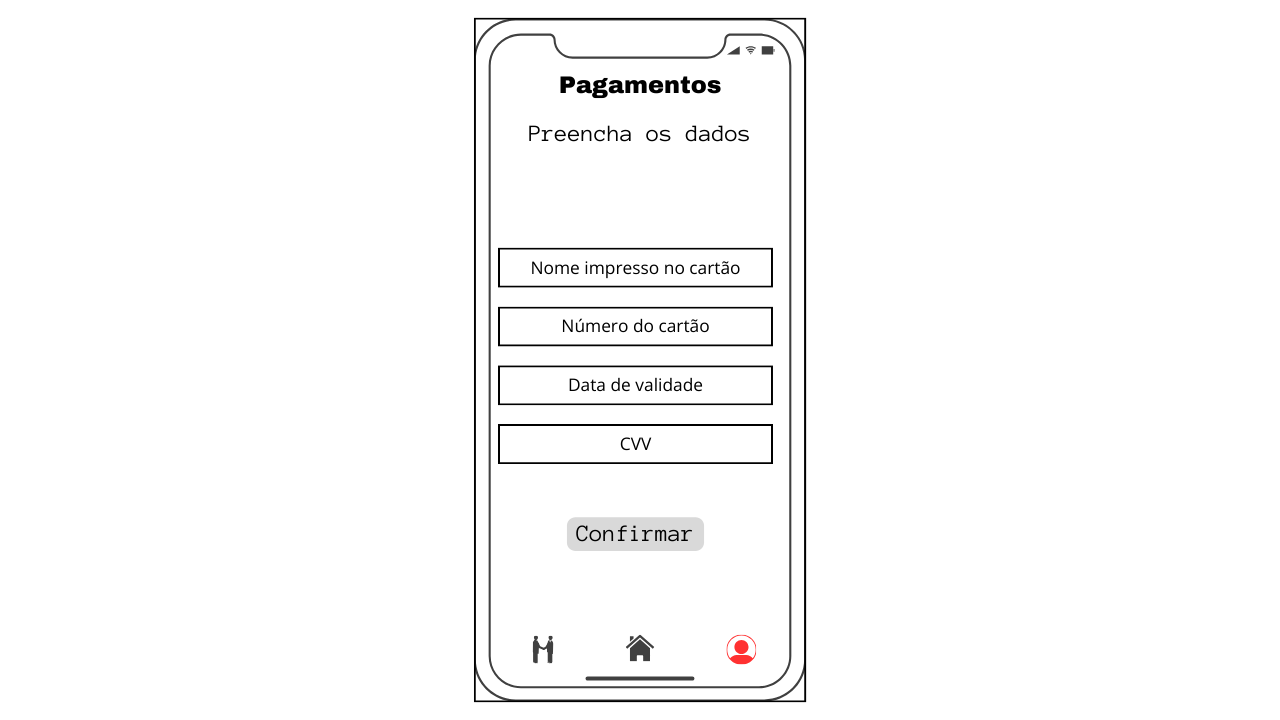 Pagamentos
Preencha os dados
Nome impresso no cartão
Número do cartão
Data de validade
CVV
Confirmar